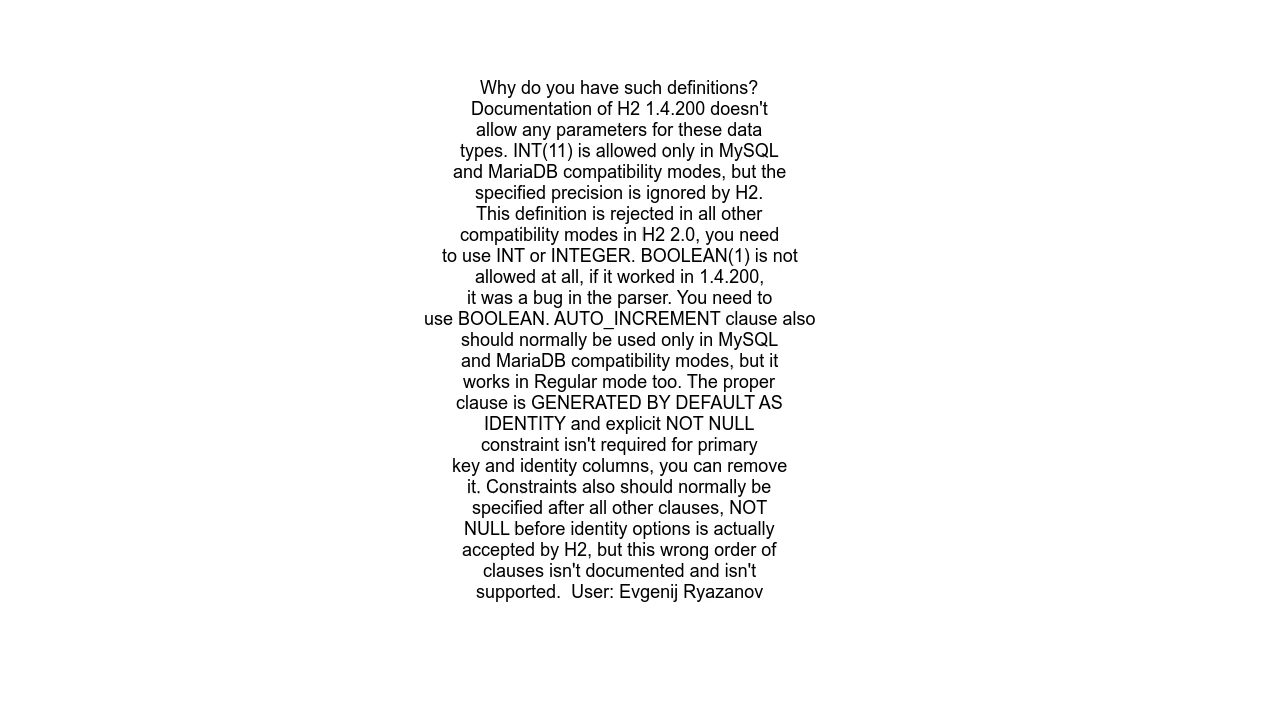 Why do you have such definitions?
Documentation of H2 1.4.200 doesn't
allow any parameters for these data
types. INT(11) is allowed only in MySQL
and MariaDB compatibility modes, but the
specified precision is ignored by H2.
This definition is rejected in all other
compatibility modes in H2 2.0, you need
to use INT or INTEGER. BOOLEAN(1) is not
allowed at all, if it worked in 1.4.200,
it was a bug in the parser. You need to
use BOOLEAN. AUTO_INCREMENT clause also
should normally be used only in MySQL
and MariaDB compatibility modes, but it
works in Regular mode too. The proper
clause is GENERATED BY DEFAULT AS
IDENTITY and explicit NOT NULL
constraint isn't required for primary
key and identity columns, you can remove
it. Constraints also should normally be
specified after all other clauses, NOT
NULL before identity options is actually
accepted by H2, but this wrong order of
clauses isn't documented and isn't
supported.  User: Evgenij Ryazanov